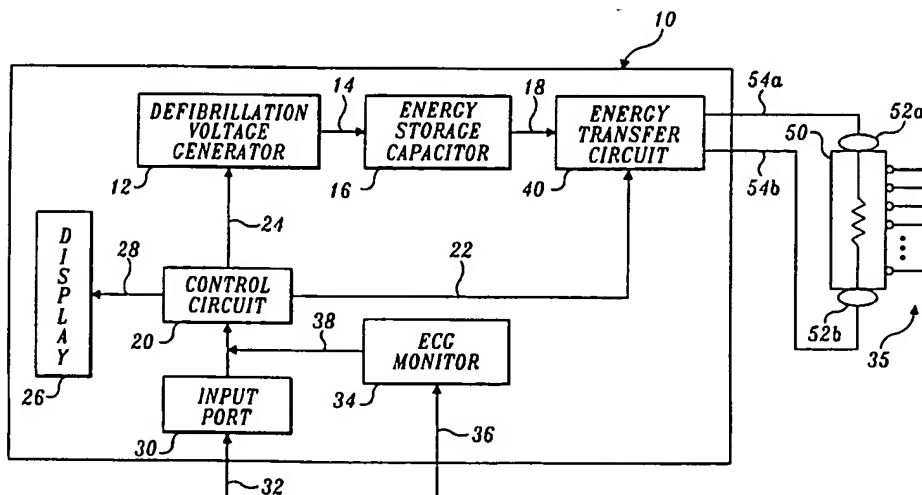 10
54a
14
18
52a
DEFIBRILLATION
VOLTAGE
GENERATOR
ENERGY
STORAGE
CAPACITOR
ENERGY
TRANSFER
CIRCUIT
50
12
16
40
54b
24
DISPLAY
28
22
CONTROL
CIRCUIT
20
38
ECG
MONITOR
52b
35
26
34
INPUT
PORT
30
36
32